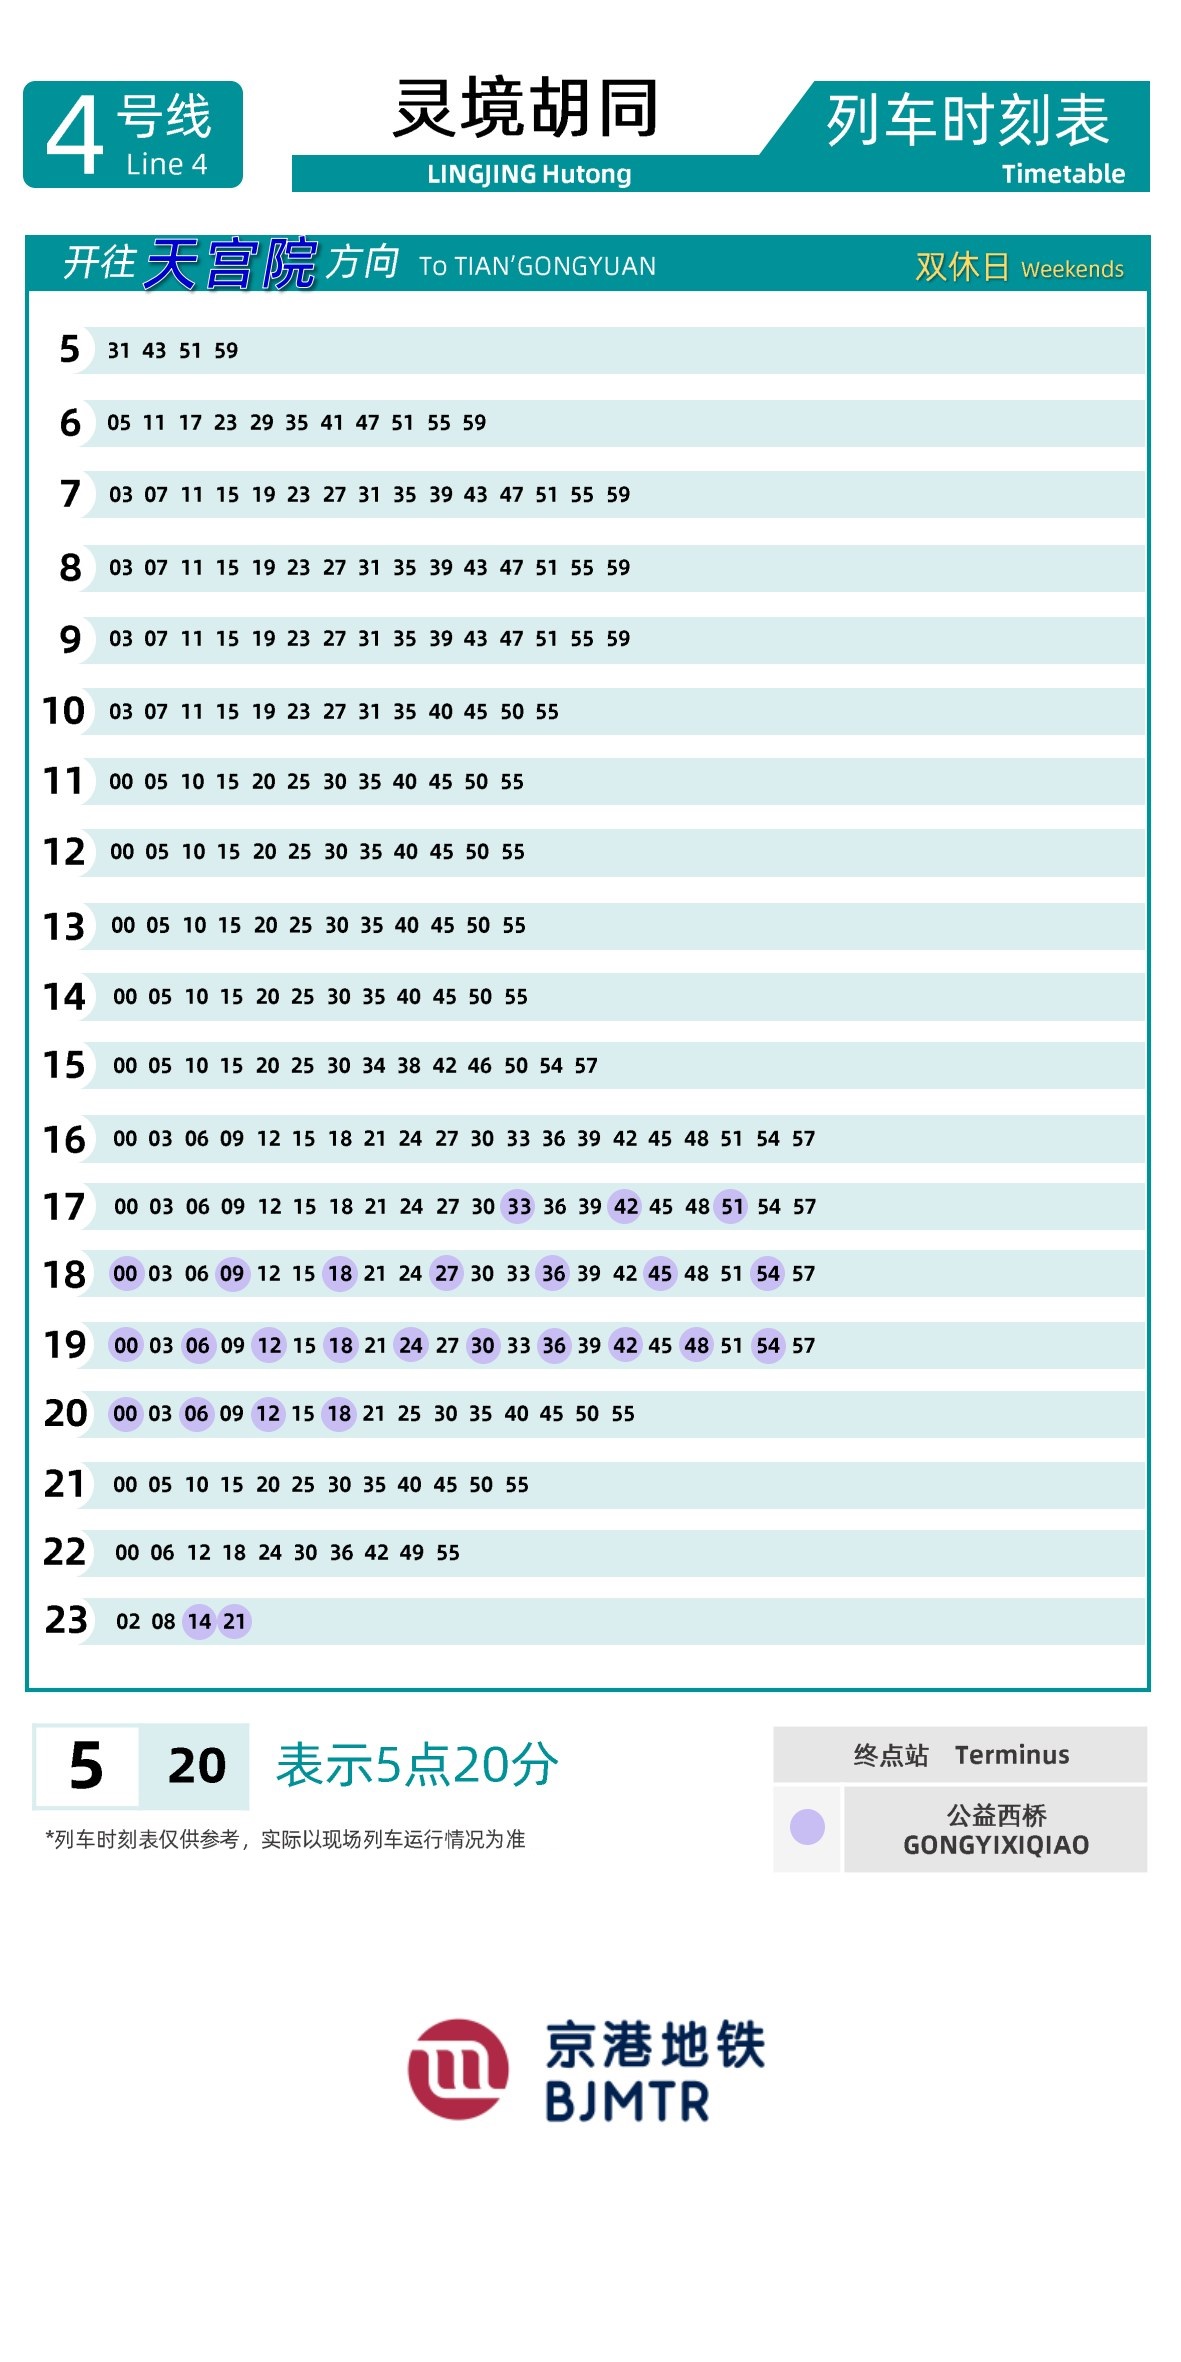 4号线
Line 4
灵境胡同
LINGJING Hutong
列车时刻表
Timetable
开往天宫院方向 To TIAN'GONGYUAN 双休日 Weekends
5 31 43 51 59
6 05 11 17 23 29 35 41 47 51 55 59
7 03 07 11 15 19 23 27 31 35 39 43 47 51 55 59
8 03 07 11 15 19 23 27 31 35 39 43 47 51 55 59
9 03 07 11 15 19 23 27 31 35 39 43 47 51 55 59
10 03 07 11 15 19 23 27 31 35 40 45 50 55
11 00 05 10 15 20 25 30 35 40 45 50 55
12 00 05 10 15 20 25 30 35 40 45 50 55
13 00 05 10 15 20 25 30 35 40 45 50 55
14 00 05 10 15 20 25 30 35 40 45 50 55
15 00 05 10 15 20 25 30 34 38 42 46 50 54 57
16 00 03 06 09 12 15 18 21 24 27 30 33 36 39 42 45 48 51 54 57
17 00 03 06 09 12 15 18 21 24 27 30 33 36 39 42 45 48 51 54 57
18 00 03 06 09 12 15 18 21 24 27 30 33 36 39 42 45 48 51 54 57
19 00 03 06 09 12 15 18 21 24 27 30 33 36 39 42 45 48 51 54 57
20 00 03 06 09 12 15 18 21 25 30 35 40 45 50 55
21 00 05 10 15 20 25 30 35 40 45 50 55
22 00 06 12 18 24 30 36 42 49 55
23 02 08 14 21
5 20 表示5点20分
*列车时刻表仅供参考，实际以现场列车运行情况为准
终点站 Terminus
公益西桥
GONGYIXIQIAO
京港地铁
BJMTR